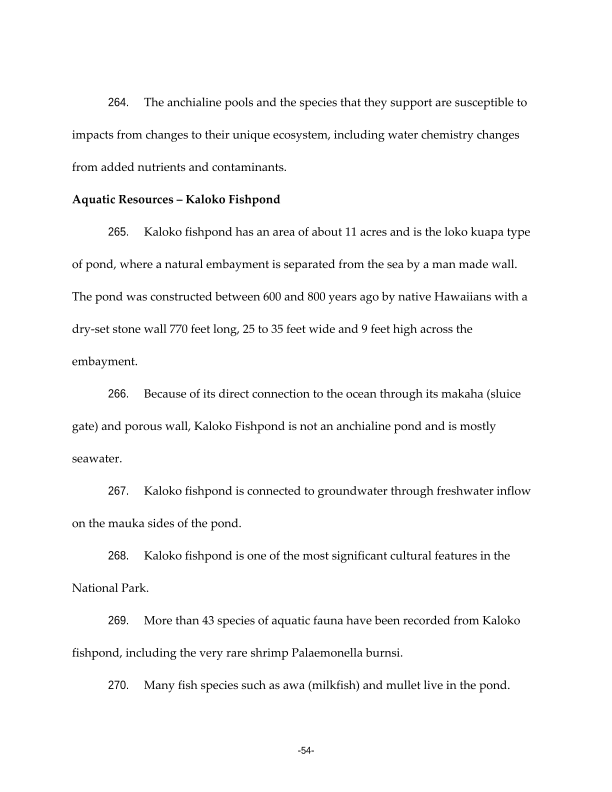 264. The anchialine pools and the species that they support are susceptible to
impacts from changes to their unique ecosystem, including water chemistry changes
from added nutrients and contaminants.
Aquatic Resources – Kaloko Fishpond
265. Kaloko fishpond has an area of about 11 acres and is the loko kuapa type
of pond, where a natural embayment is separated from the sea by a man made wall.
The pond was constructed between 600 and 800 years ago by native Hawaiians with a
dry-set stone wall 770 feet long, 25 to 35 feet wide and 9 feet high across the
embayment.
266. Because of its direct connection to the ocean through its makaha (sluice
gate) and porous wall, Kaloko Fishpond is not an anchialine pond and is mostly
seawater.
267. Kaloko fishpond is connected to groundwater through freshwater inflow
on the mauka sides of the pond.
268. Kaloko fishpond is one of the most significant cultural features in the
National Park.
269. More than 43 species of aquatic fauna have been recorded from Kaloko
fishpond, including the very rare shrimp Palaemonella burnsi.
270. Many fish species such as awa (milkfish) and mullet live in the pond.
-54-